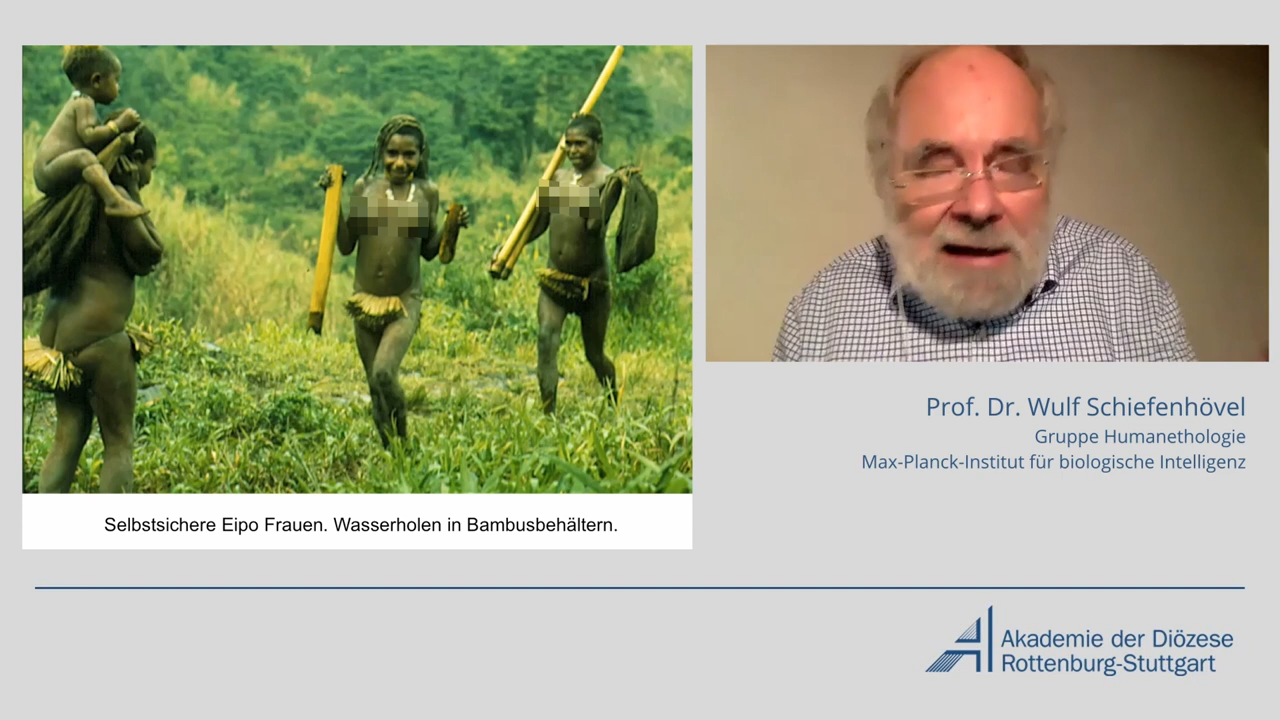 Prof. Dr. Wulf Schiefenhövel
Gruppe Humanethologie
Max-Planck-Institut für biologische Intelligenz
Selbstsichere Eipo Frauen. Wasserholen in Bambusbehältern.
Akademie der Diözese
Rottenburg-Stuttgart